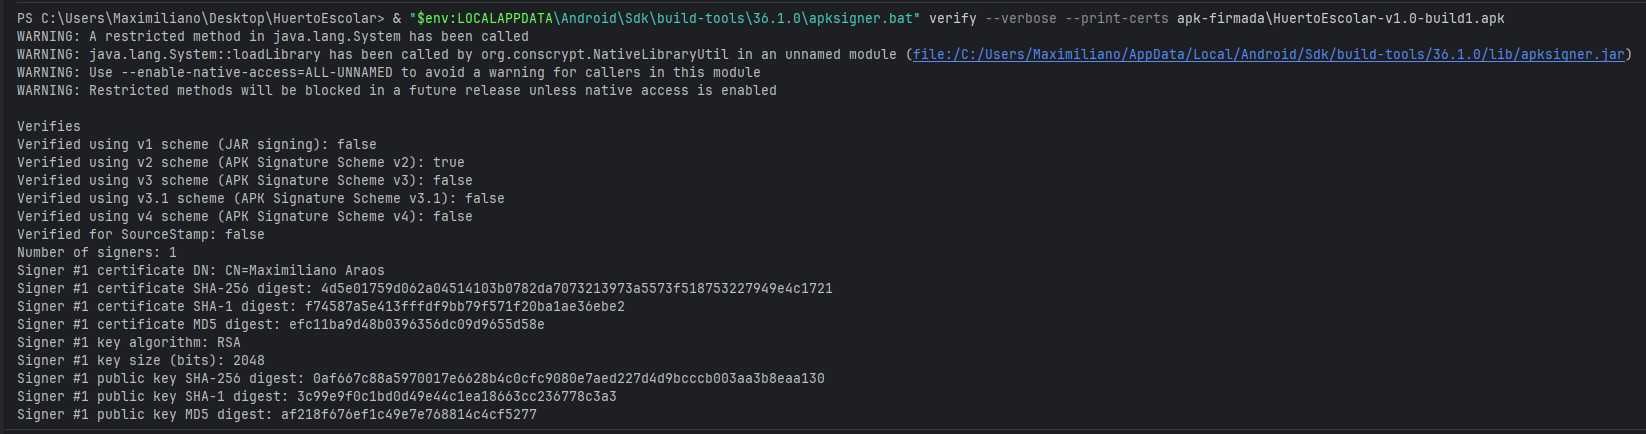 PS C:\Users\Maximiliano\Desktop\HuertoEscolar> & "$env:LOCALAPPDATA\Android\Sdk\build-tools\36.1.0\apksigner.bat" verify --verbose --print-certs apk-firmada\HuertoEscolar-v1.0-build1.apk
WARNING: A restricted method in java.lang.System has been called
WARNING: java.lang.System::loadLibrary has been called by org.conscrypt.NativeLibraryUtil in an unnamed module (file:/C:/Users/Maximiliano/AppData/Local/Android/Sdk/build-tools/36.1.0/lib/apksigner.jar)
WARNING: Use --enable-native-access=ALL-UNNAMED to avoid a warning for callers in this module
WARNING: Restricted methods will be blocked in a future release unless native access is enabled

Verifies
Verified using v1 scheme (JAR signing): false
Verified using v2 scheme (APK Signature Scheme v2): true
Verified using v3 scheme (APK Signature Scheme v3): false
Verified using v3.1 scheme (APK Signature Scheme v3.1): false
Verified using v4 scheme (APK Signature Scheme v4): false
Verified for SourceStamp: false
Number of signers: 1
Signer #1 certificate DN: CN=Maximiliano Araos
Signer #1 certificate SHA-256 digest: 4d5e01759d062a04514103b0782da7073213973a5573f518753227949e4c1721
Signer #1 certificate SHA-1 digest: f74587a5e413fffdf9bb79f571f20ba1ae36ebe2
Signer #1 certificate MD5 digest: efc11ba9d48b0396356dc09d9655d58e
Signer #1 key algorithm: RSA
Signer #1 key size (bits): 2048
Signer #1 public key SHA-256 digest: 0af667c88a5970017e6628b4c0cfc9080e7aed227d4d9bcccb003aa3b8eaa130
Signer #1 public key SHA-1 digest: 3c99e9f0c1bd0d49e44c1ea18663cc236778c3a3
Signer #1 public key MD5 digest: af218f676ef1c49e7e768814c4cf5277